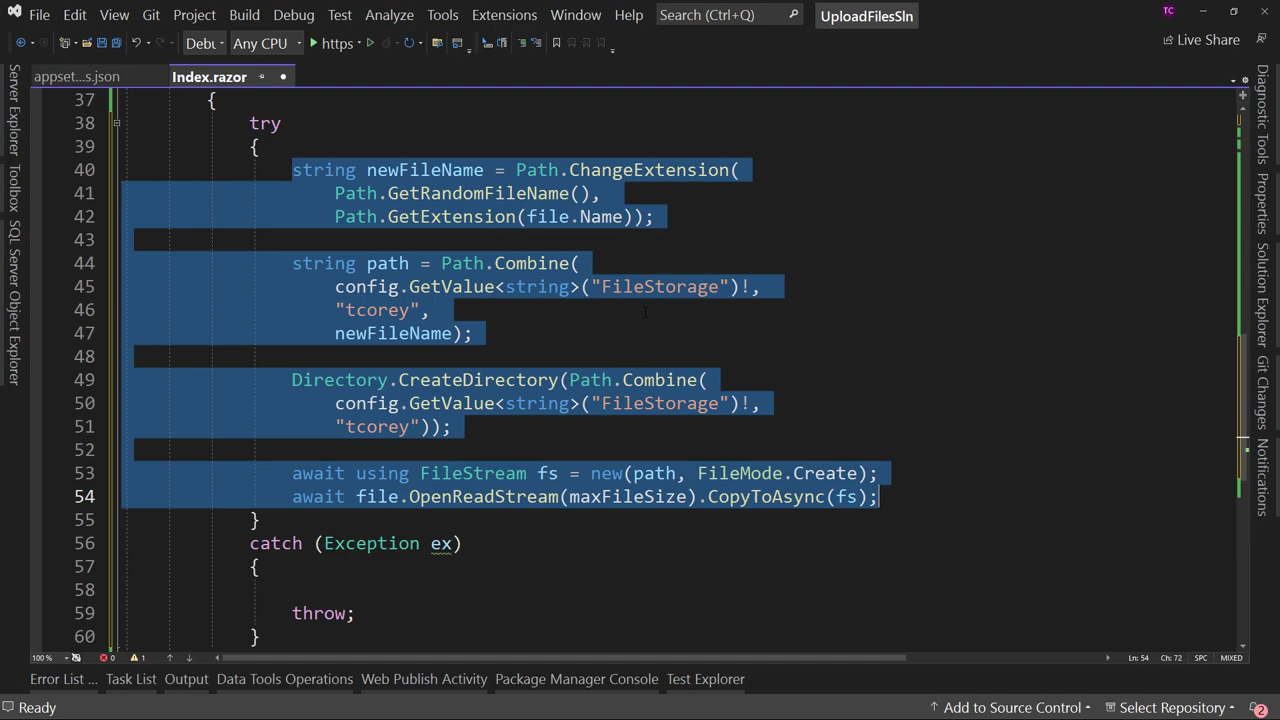 File Edit View Git Project Build Debug Test Analyze Tools Extensions Window Help Search (Ctrl+Q) UploadFilesSln TC
Debu Any CPU https Live Share
appset...s.json Index.razor
37 {
38 try
39 {
40 string newFileName = Path.ChangeExtension(
41 Path.GetRandomFileName(),
42 Path.GetExtension(file.Name));
43
44 string path = Path.Combine(
45 config.GetValue<string>("FileStorage")!,
46 "tcorey",
47 newFileName);
48
49 Directory.CreateDirectory(Path.Combine(
50 config.GetValue<string>("FileStorage")!,
51 "tcorey"));
52
53 await using FileStream fs = new(path, FileMode.Create);
54 await file.OpenReadStream(maxFileSize).CopyToAsync(fs);
55 }
56 catch (Exception ex)
57 {
58
59 throw;
60 }
Server Explorer
Toolbox
SQL Server Object Explorer
Diagnostic Tools
Properties
Solution Explorer
Git Changes
Notifications
100 % 0 1 Ln: 54 Ch: 72 SPC MIXED
Error List ... Task List Output Data Tools Operations Web Publish Activity Package Manager Console Test Explorer
Ready Add to Source Control Select Repository 2